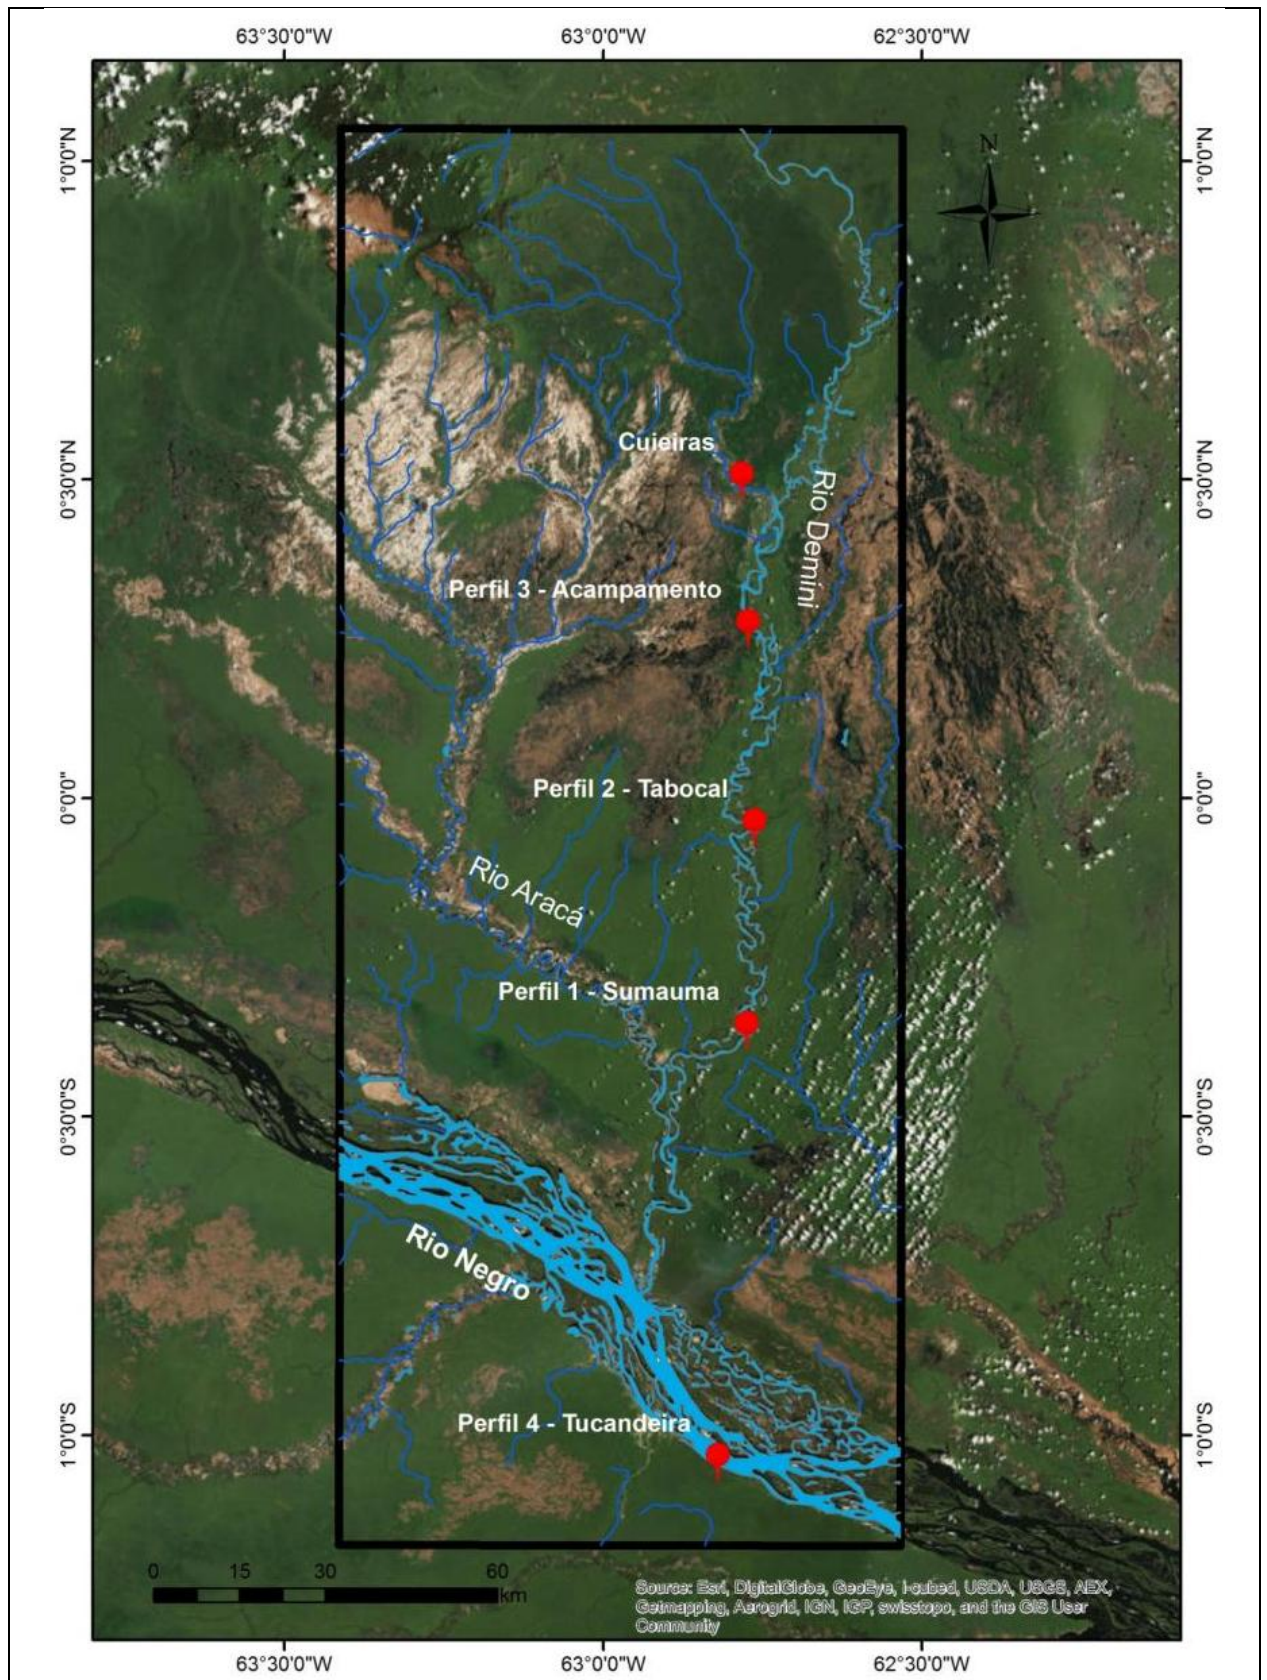 63°30'0"W 63°0'0"W 62°30'0"W
1°0'0"N 1°0'0"N
N
Cuieiras
0°30'0"N 0°30'0"N
Rio Demini
Perfil 3 - Acampamento
Perfil 2 - Tabocal
0°0'0" 0°0'0"
Rio Aracá
Perfil 1 - Sumauma
0°30'0"S 0°30'0"S
Rio Negro
Perfil 4 - Tucandeira
1°0'0"S 1°0'0"S
0 15 30 60
km
Source: Esri, DigitalGlobe, GeoEye, i-cubed, USDA, USGS, AEX,
Getmapping, Aerogrid, IGN, IGP, swisstopo, and the GIS User
Community
63°30'0"W 63°0'0"W 62°30'0"W